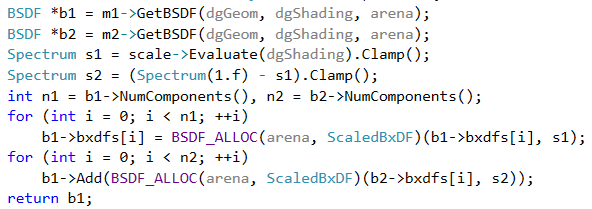 BSDF *b1 = m1->GetBSDF(dgGeom, dgShading, arena);
BSDF *b2 = m2->GetBSDF(dgGeom, dgShading, arena);
Spectrum s1 = scale->Evaluate(dgShading).Clamp();
Spectrum s2 = (Spectrum(1.f) - s1).Clamp();
int n1 = b1->NumComponents(), n2 = b2->NumComponents();
for (int i = 0; i < n1; ++i)
    b1->bxdfs[i] = BSDF_ALLOC(arena, ScaledBxDF)(b1->bxdfs[i], s1);
for (int i = 0; i < n2; ++i)
    b1->Add(BSDF_ALLOC(arena, ScaledBxDF)(b2->bxdfs[i], s2));
return b1;